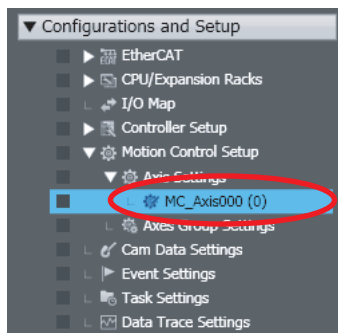 Configurations and Setup
EtherCAT
CPU/Expansion Racks
I/O Map
Controller Setup
Motion Control Setup
Axis Settings
MC_Axis000 (0)
Axes Group Settings
Cam Data Settings
Event Settings
Task Settings
Data Trace Settings